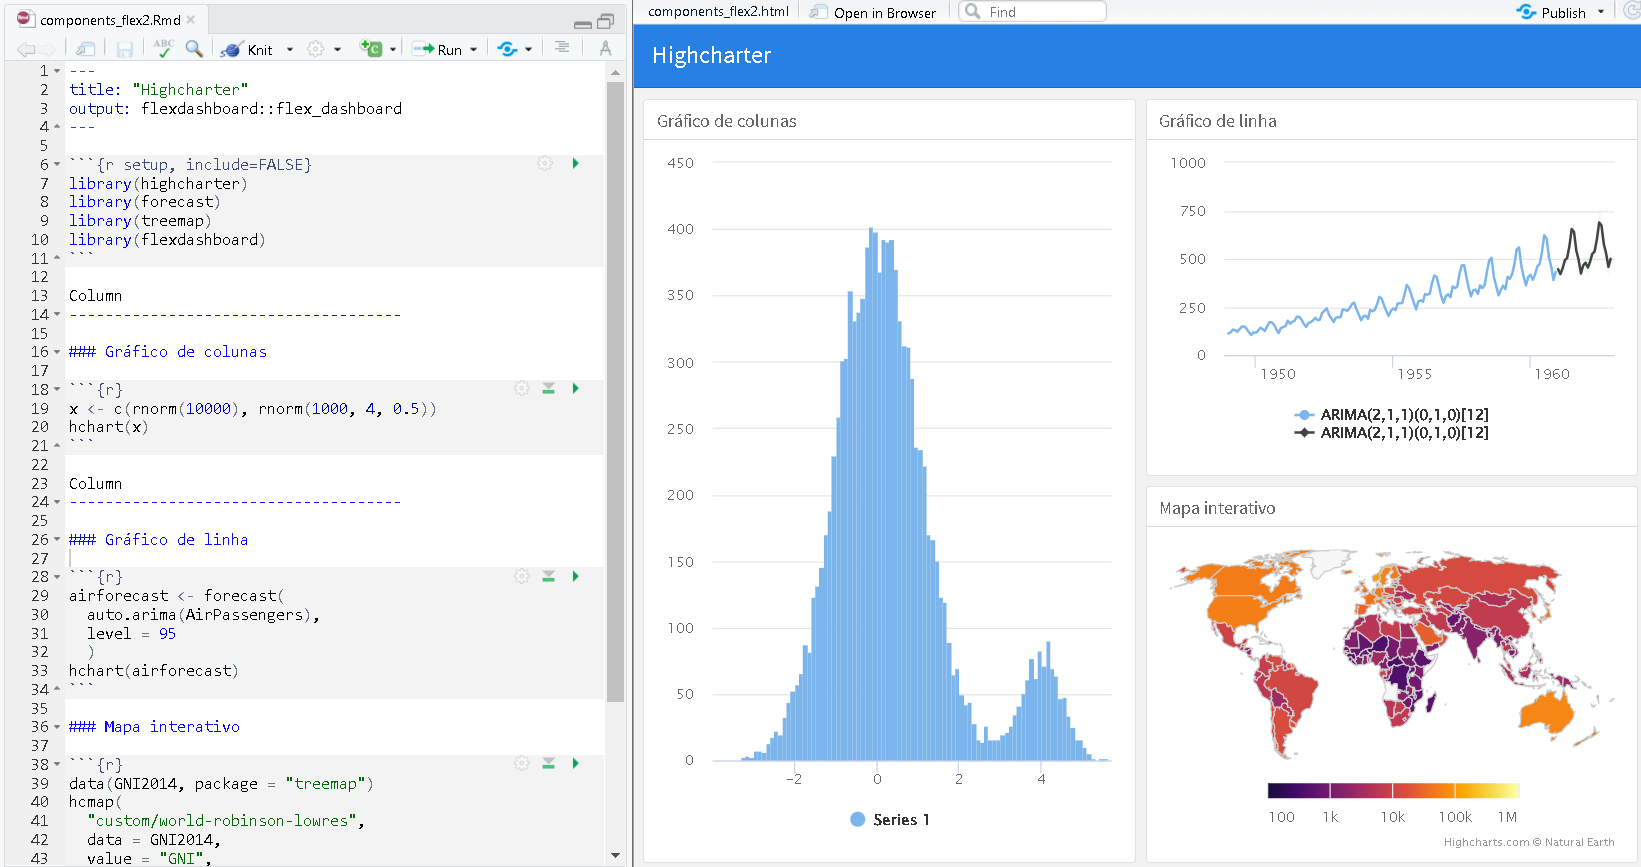 components_flex2.Rmd
ABC
Knit
Run
1 ---
2 title: "Highcharter"
3 output: flexdashboard::flex_dashboard
4 ---
5
6 ```{r setup, include=FALSE}
7 library(highcharter)
8 library(forecast)
9 library(treemap)
10 library(flexdashboard)
11 ```
12
13 Column
14 -------------------------------------
15
16 ### Gráfico de colunas
17
18 ```{r}
19 x <- c(rnorm(10000), rnorm(1000, 4, 0.5))
20 hchart(x)
21 ```
22
23 Column
24 -------------------------------------
25
26 ### Gráfico de linha
27
28 ```{r}
29 airforecast <- forecast(
30   auto.arima(AirPassengers),
31   level = 95
32   )
33 hchart(airforecast)
34 ```
35
36 ### Mapa interativo
37
38 ```{r}
39 data(GNI2014, package = "treemap")
40 hcmap(
41   "custom/world-robinson-lowres",
42   data = GNI2014,
43   value = "GNI",
components_flex2.html
Open in Browser
Find
Publish
Highcharter
Gráfico de colunas
450
400
350
300
250
200
150
100
50
0
-2 0 2 4
Series 1
Gráfico de linha
1000
750
500
250
0
1950 1955 1960
ARIMA(2,1,1)(0,1,0)[12]
ARIMA(2,1,1)(0,1,0)[12]
Mapa interativo
100 1k 10k 100k 1M
Highcharts.com © Natural Earth